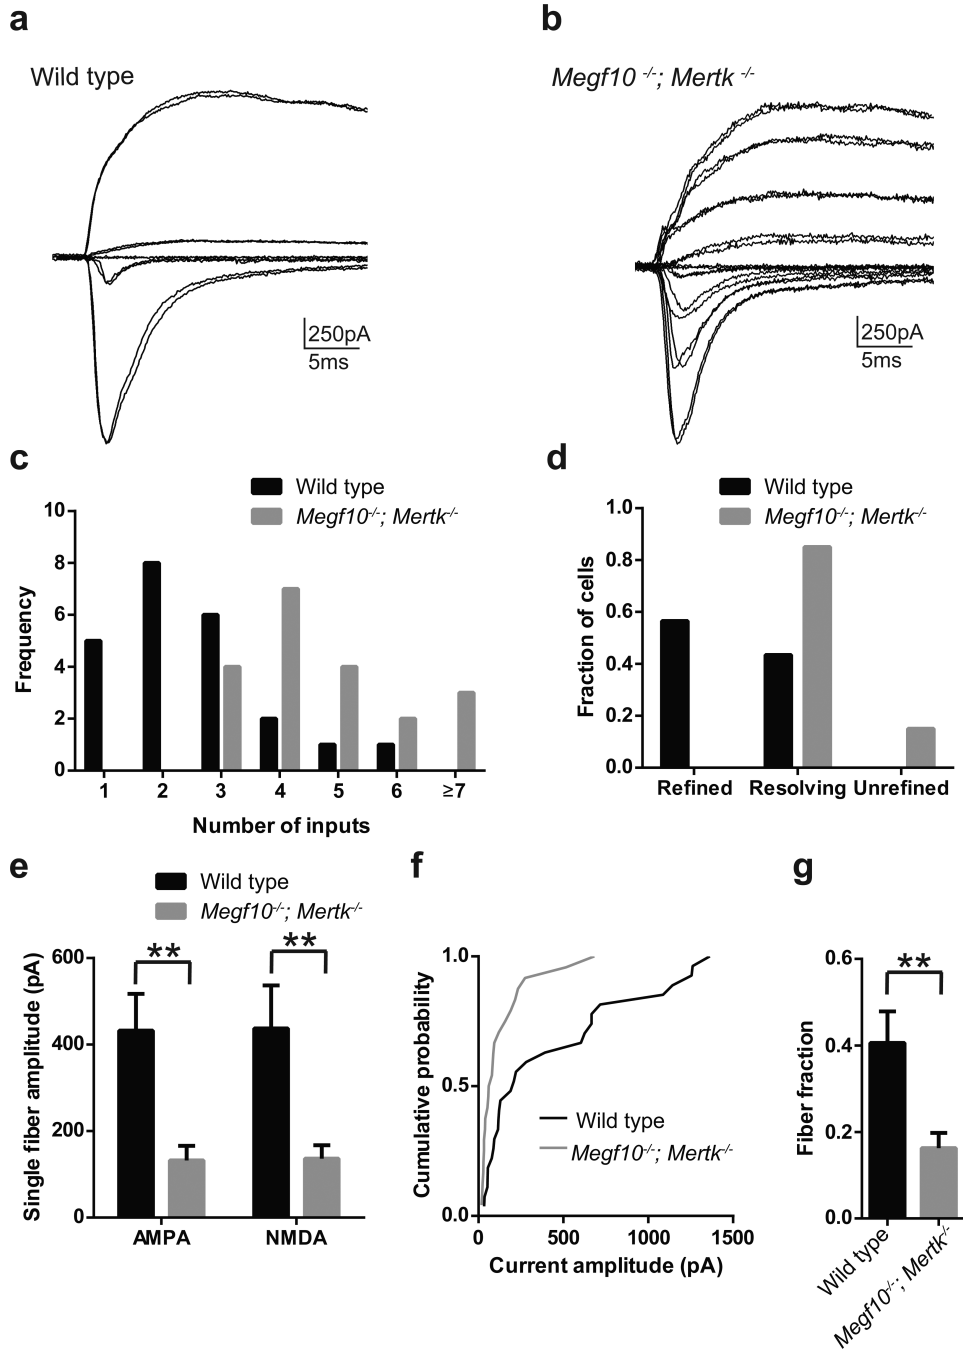 a
Wild type
250pA
5ms
b
Megf10 -/-; Mertk -/-
250pA
5ms
c
Wild type
Megf10-/-; Mertk-/-
Frequency
10
8
6
4
2
0
1 2 3 4 5 6 ≥7
Number of inputs
d
Wild type
Megf10-/-; Mertk-/-
Fraction of cells
1.0
0.8
0.6
0.4
0.2
0.0
Refined Resolving Unrefined
e
Wild type
Megf10-/-; Mertk-/-
Single fiber amplitude (pA)
600
400
200
0
** **
AMPA NMDA
f
Cumulative probability
1.0
0.5
0.0
Wild type
Megf10-/-; Mertk-/-
0 500 1000 1500
Current amplitude (pA)
g
Fiber fraction
0.6
0.4
0.2
0.0
**
Wild type
Megf10-/-; Mertk-/-